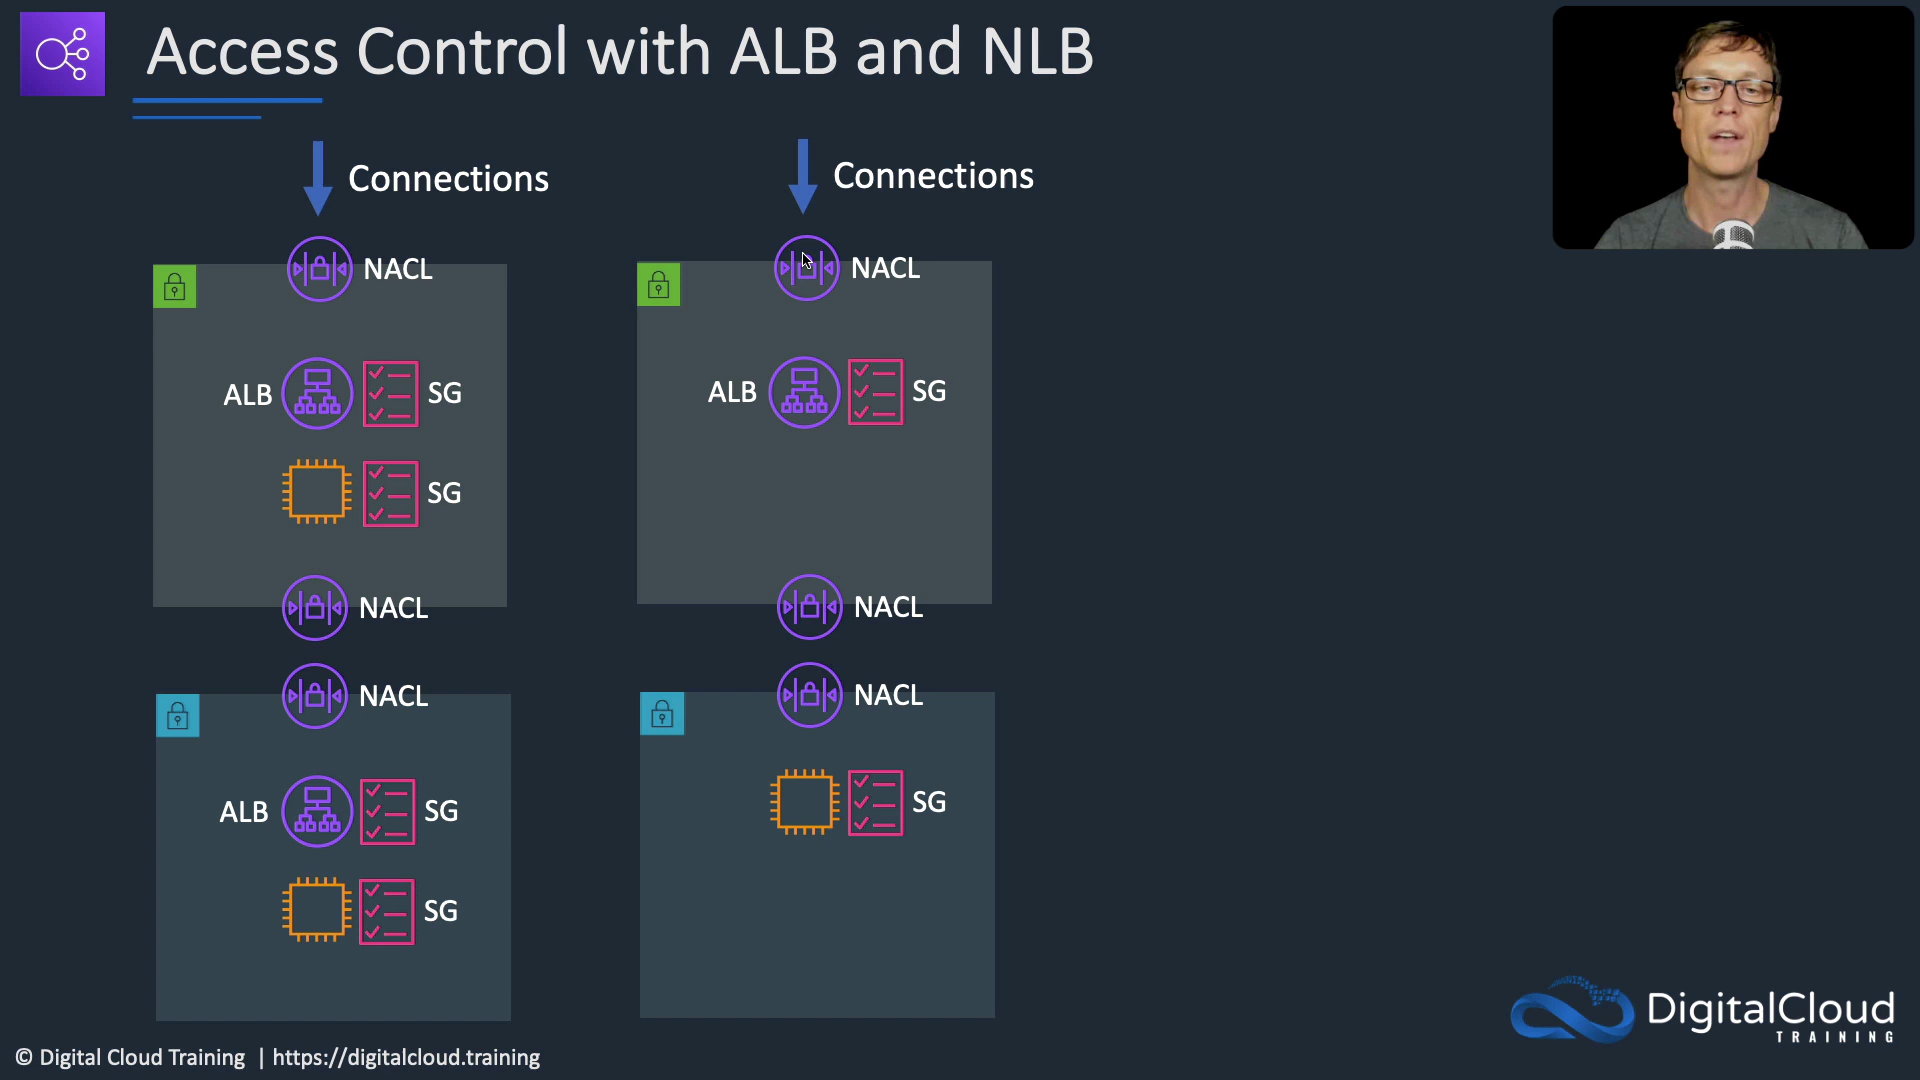 Access Control with ALB and NLB
Connections
NACL
ALB
SG
SG
NACL
NACL
ALB
SG
SG
Connections
NACL
ALB
SG
NACL
NACL
SG
DigitalCloud
TRAINING
© Digital Cloud Training | https://digitalcloud.training